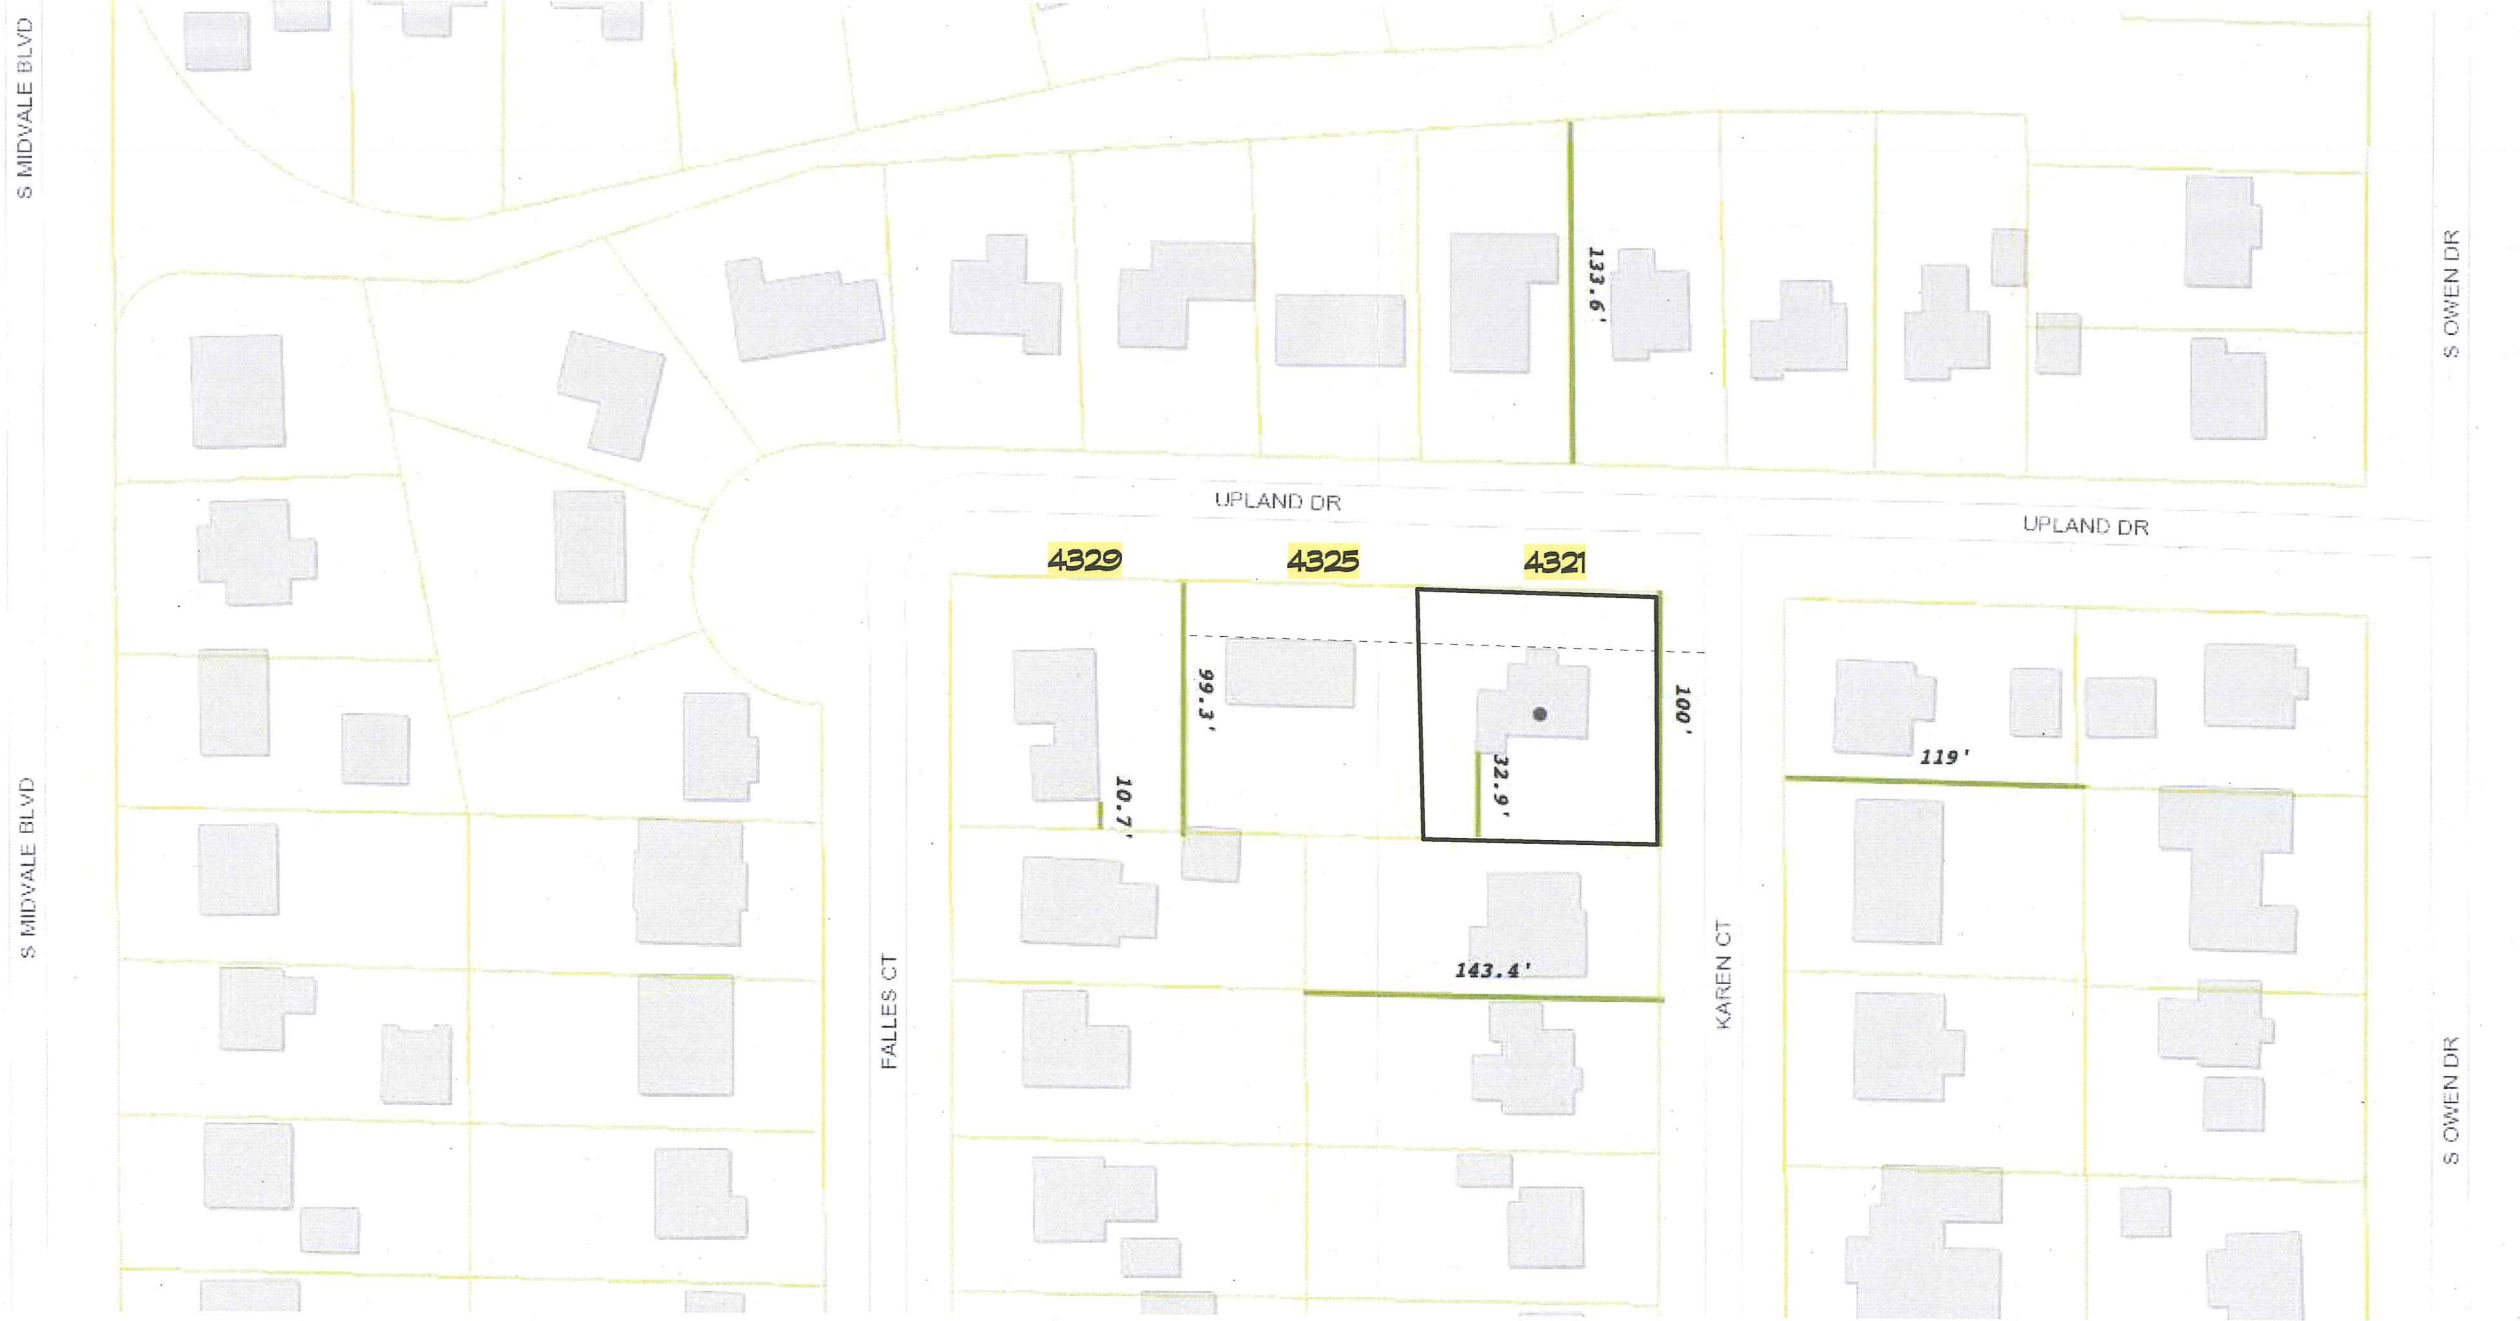 S MIDVALE BLVD
S OWEN DR
133.6'
UPLAND DR
UPLAND DR
4329
4325
4321
99.3'
100'
10.7'
32.9'
119'
S MIDVALE BLVD
143.4'
FALLES CT
KAREN CT
S OWEN DR